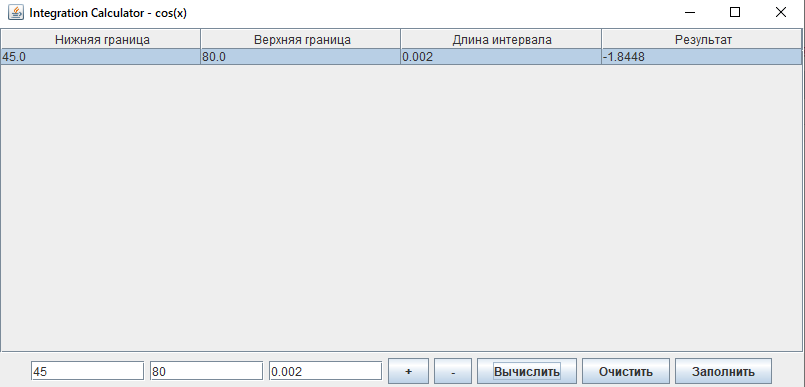 Integration Calculator - cos(x)
Нижняя граница Верхняя граница Длина интервала Результат
45.0 80.0 0.002 -1.8448
45 80 0.002 + - Вычислить Очистить Заполнить